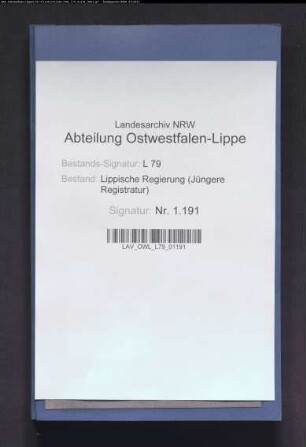 Landesarchiv NRW
Abteilung Ostwestfalen-Lippe
Bestands-Signatur: L 79
Bestand: Lippische Regierung (Jüngere
Registratur)
Signatur: Nr. 1.191
LAV_OWL_L79_01191